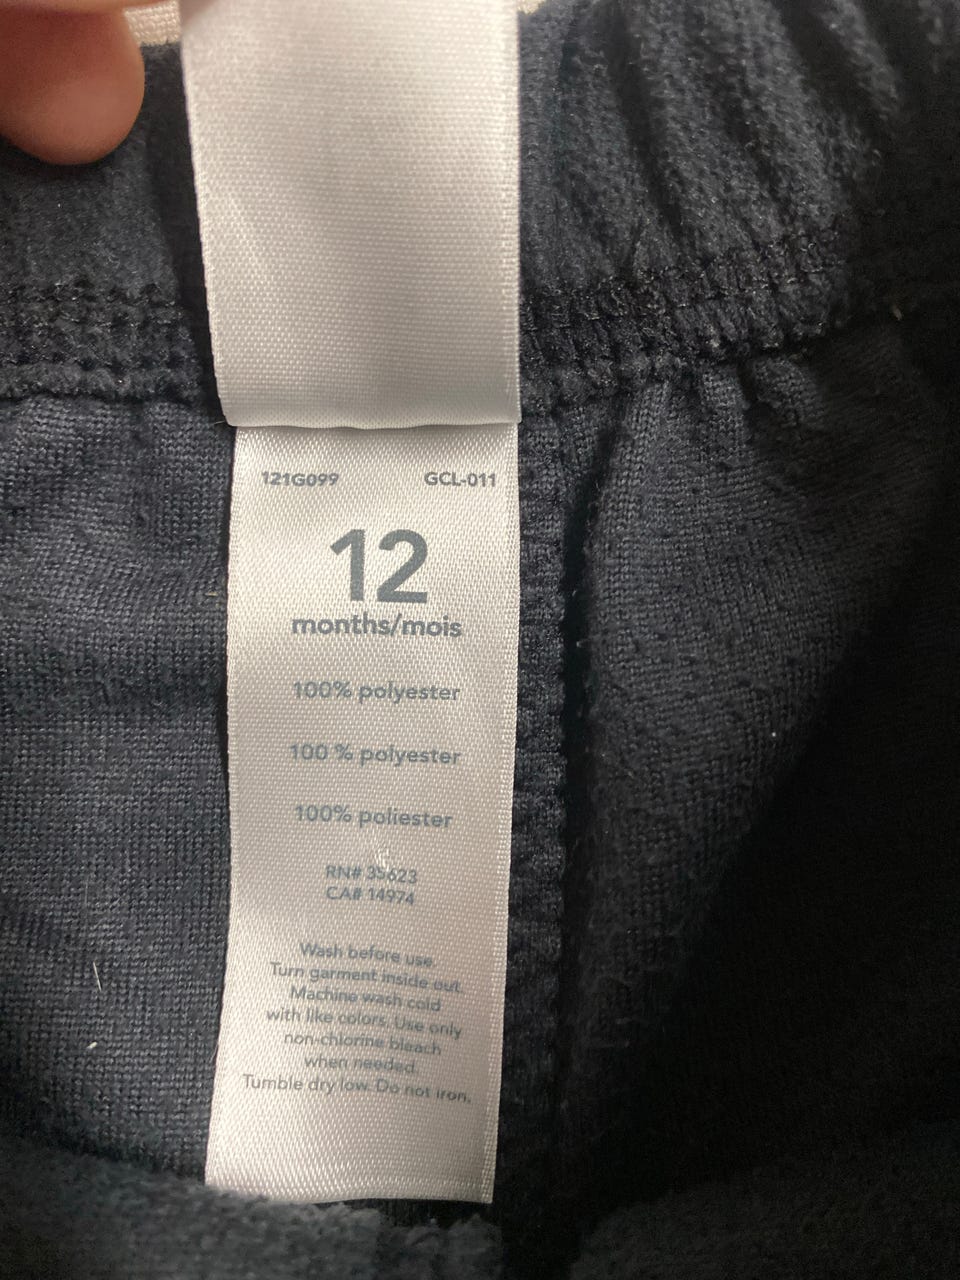 121G099 GCL-011
12
months/mois
100% polyester
100 % polyester
100% poliester
RN# 35623
CA# 14974
Wash before use.
Turn garment inside out.
Machine wash cold
with like colors. Use only
non-chlorine bleach
when needed.
Tumble dry low. Do not iron.